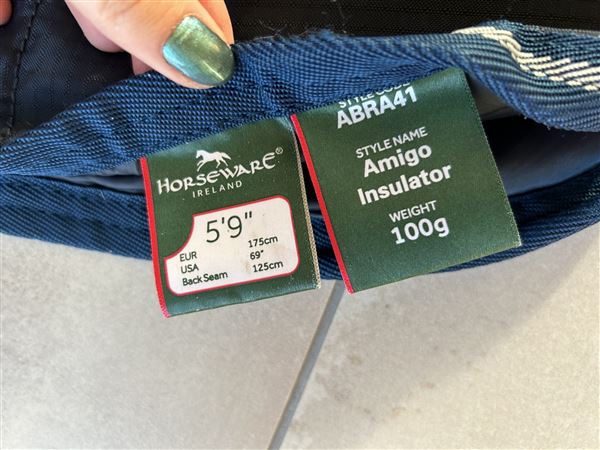 HORSEWARE®
IRELAND
5'9"
EUR 175cm
USA 69"
Back Seam 125cm
STYLE CODE
ABRA41
STYLE NAME
Amigo
Insulator
WEIGHT
100g